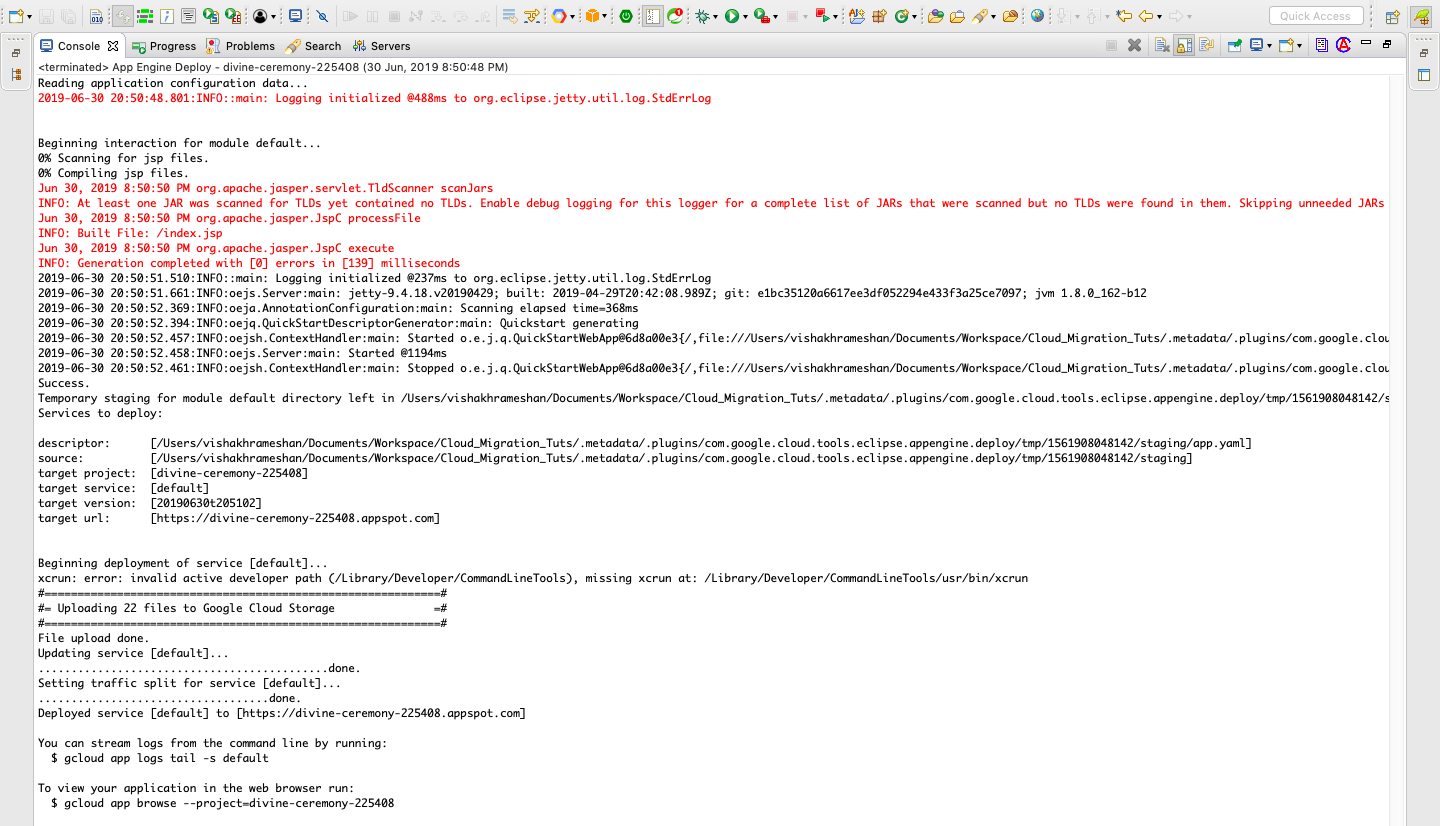 Quick Access
Console Progress Problems Search Servers
<terminated> App Engine Deploy - divine-ceremony-225408 (30 Jun, 2019 8:50:48 PM)
Reading application configuration data...
2019-06-30 20:50:48.801:INFO::main: Logging initialized @488ms to org.eclipse.jetty.util.log.StdErrLog
Beginning interaction for module default...
0% Scanning for jsp files.
0% Compiling jsp files.
Jun 30, 2019 8:50:50 PM org.apache.jasper.servlet.TldScanner scanJars
INFO: At least one JAR was scanned for TLDs yet contained no TLDs. Enable debug logging for this logger for a complete list of JARs that were scanned but no TLDs were found in them. Skipping unneeded JARs
Jun 30, 2019 8:50:50 PM org.apache.jasper.JspC processFile
INFO: Built File: /index.jsp
Jun 30, 2019 8:50:50 PM org.apache.jasper.JspC execute
INFO: Generation completed with [0] errors in [139] milliseconds
2019-06-30 20:50:51.510:INFO::main: Logging initialized @237ms to org.eclipse.jetty.util.log.StdErrLog
2019-06-30 20:50:51.661:INFO:oejs.Server:main: jetty-9.4.18.v20190429; built: 2019-04-29T20:42:08.989Z; git: e1bc35120a6617ee3df052294e433f3a25ce7097; jvm 1.8.0_162-b12
2019-06-30 20:50:52.369:INFO:oeja.AnnotationConfiguration:main: Scanning elapsed time=368ms
2019-06-30 20:50:52.394:INFO:oejq.QuickStartDescriptorGenerator:main: Quickstart generating
2019-06-30 20:50:52.457:INFO:oejsh.ContextHandler:main: Started o.e.j.q.QuickStartWebApp@6d8a00e3{/,file:///Users/vishakhrameshan/Documents/Workspace/Cloud_Migration_Tuts/.metadata/.plugins/com.google.clou
2019-06-30 20:50:52.458:INFO:oejs.Server:main: Started @1194ms
2019-06-30 20:50:52.461:INFO:oejsh.ContextHandler:main: Stopped o.e.j.q.QuickStartWebApp@6d8a00e3{/,file:///Users/vishakhrameshan/Documents/Workspace/Cloud_Migration_Tuts/.metadata/.plugins/com.google.clou
Success.
Temporary staging for module default directory left in /Users/vishakhrameshan/Documents/Workspace/Cloud_Migration_Tuts/.metadata/.plugins/com.google.cloud.tools.eclipse.appengine.deploy/tmp/1561908048142/s
Services to deploy:
descriptor:      [/Users/vishakhrameshan/Documents/Workspace/Cloud_Migration_Tuts/.metadata/.plugins/com.google.cloud.tools.eclipse.appengine.deploy/tmp/1561908048142/staging/app.yaml]
source:          [/Users/vishakhrameshan/Documents/Workspace/Cloud_Migration_Tuts/.metadata/.plugins/com.google.cloud.tools.eclipse.appengine.deploy/tmp/1561908048142/staging]
target project:  [divine-ceremony-225408]
target service:  [default]
target version:  [20190630t205102]
target url:      [https://divine-ceremony-225408.appspot.com]
Beginning deployment of service [default]...
xcrun: error: invalid active developer path (/Library/Developer/CommandLineTools), missing xcrun at: /Library/Developer/CommandLineTools/usr/bin/xcrun
#============================================================#
#= Uploading 22 files to Google Cloud Storage               =#
#============================================================#
File upload done.
Updating service [default]...
............................................done.
Setting traffic split for service [default]...
...................................done.
Deployed service [default] to [https://divine-ceremony-225408.appspot.com]
You can stream logs from the command line by running:
  $ gcloud app logs tail -s default
To view your application in the web browser run:
  $ gcloud app browse --project=divine-ceremony-225408